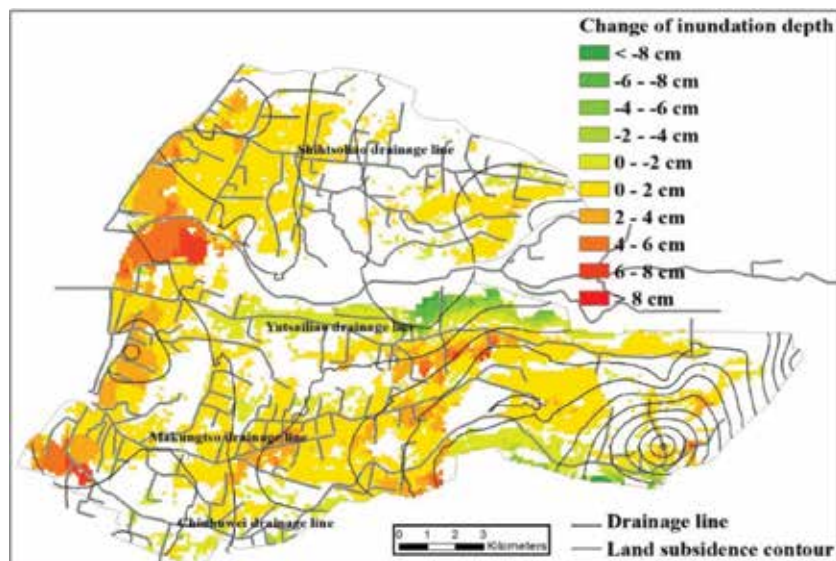 Change of inundation depth
< -8 cm
-6 - -8 cm
-4 - -6 cm
-2 - -4 cm
0 - -2 cm
0 - 2 cm
2 - 4 cm
4 - 6 cm
6 - 8 cm
> 8 cm
drainage line
Yutsailiao drainage line
Makungtso drainage line
drainage line
0 1 2 3
Kilometers
Drainage line
Land subsidence contour